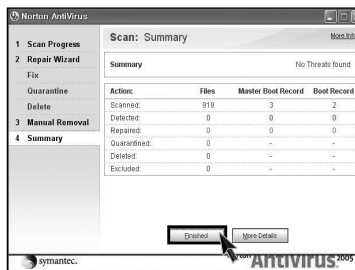 Norton AntiVirus
Scan: Summary
More Info
1 Scan Progress
2 Repair Wizard
Fix
Quarantine
Delete
3 Manual Removal
4 Summary
Summary
No Threats found
Action: Files Master Boot Record Boot Record
Scanned: 919 3 2
Detected: 0 0 0
Repaired: 0 0 0
Quarantined: 0 - -
Deleted: 0 - -
Excluded: 0 - -
Finished
More Details
symantec.
AntiVirus 2005